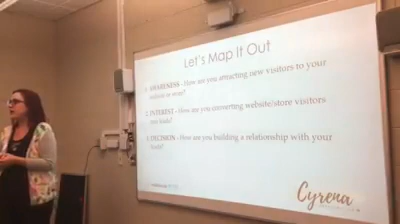 Let's Map It Out
1. AWARENESS - How are you attracting new visitors to your
website or store?
2. INTEREST - How are you converting website/store visitors
into leads?
3. DECISION - How are you building a relationship with your
leads?
Cyrena